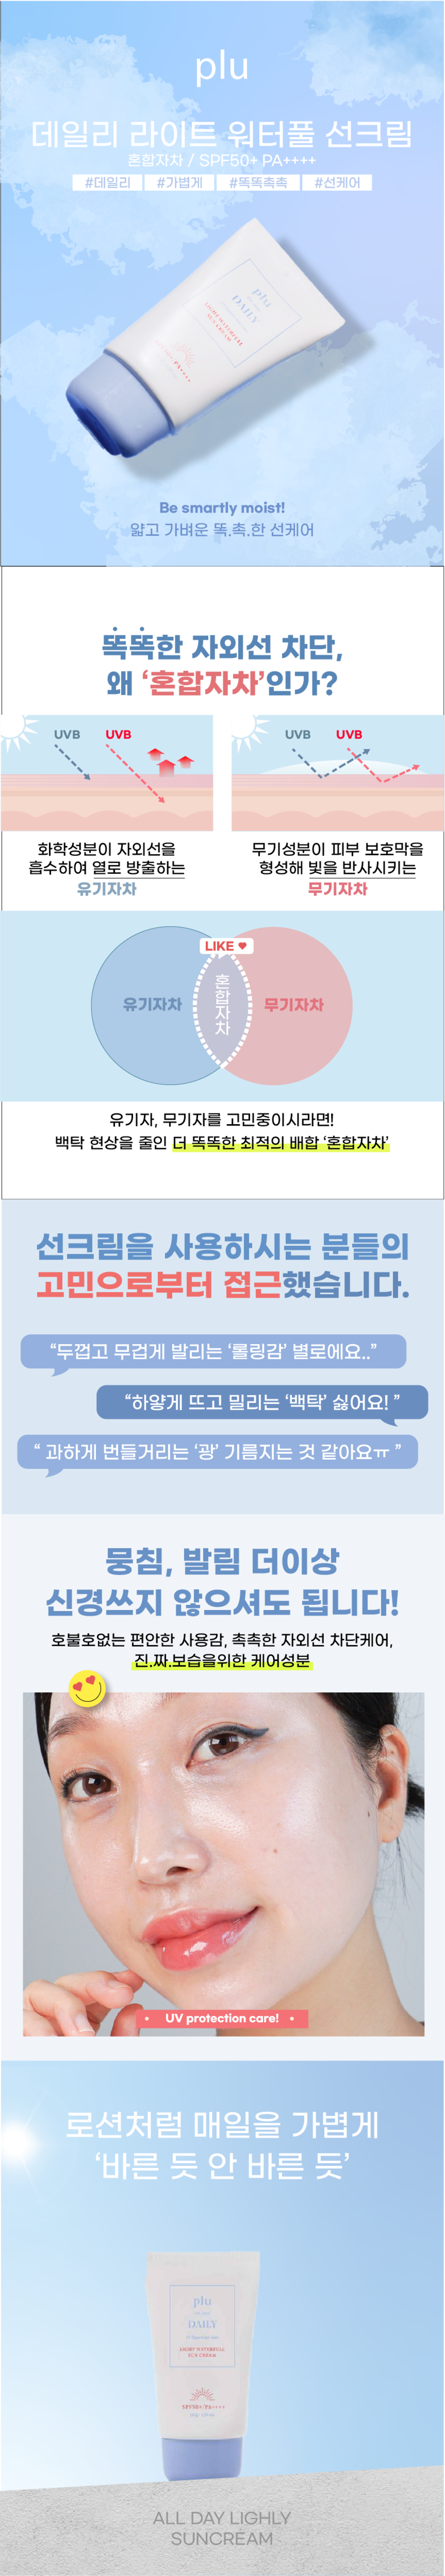 plu
데일리 라이트 워터풀 선크림
혼합자차 / SPF50+ PA++++
#데일리 #가볍게 #똑똑촉촉 #선케어
plu
DAILY
LIGHT WATERFULL
SUN CREAM
PA++++
Be smartly moist!
얇고 가벼운 똑.촉.한 선케어
똑똑한 자외선 차단,
왜 ‘혼합자차’인가?
UVB UVB
UVB UVB
화학성분이 자외선을
흡수하여 열로 방출하는
유기자차
무기성분이 피부 보호막을
형성해 빛을 반사시키는
무기자차
LIKE
유기자차
혼합자차
무기자차
유기자, 무기자를 고민중이시라면!
백탁 현상을 줄인 더 똑똑한 최적의 배합 ‘혼합자차’
선크림을 사용하시는 분들의
고민으로부터 접근했습니다.
“두껍고 무겁게 발리는 ‘롤링감’ 별로에요..”
“하얗게 뜨고 밀리는 ‘백탁’ 싫어요! ”
“ 과하게 번들거리는 ‘광’ 기름지는 것 같아요ㅠ ”
뭉침, 발림 더이상
신경쓰지 않으셔도 됩니다!
호불호없는 편안한 사용감, 촉촉한 자외선 차단케어,
진.짜.보습을위한 케어성분
UV protection care!
로션처럼 매일을 가볍게
‘바른 듯 안 바른 듯’
plu
DAILY
LIGHT WATERFULL
SUN CREAM
SPF50+/PA++++
ALL DAY LIGHLY
SUNCREAM